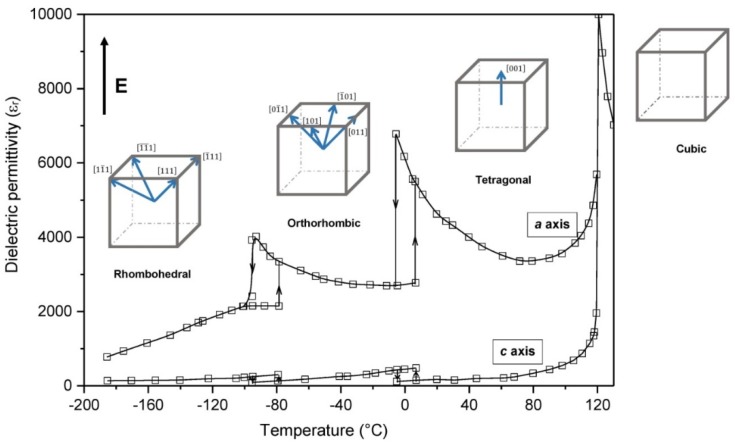 Dielectric permittivity (εr)
10000
8000
6000
4000
2000
0
E
[11̅1]
[1̅1̅1]
[111]
[1̅11]
Rhombohedral
[01̅1]
[101]
[1̅01]
[011]
Orthorhombic
[001]
Tetragonal
Cubic
a axis
c axis
-200
-160
-120
-80
-40
0
40
80
120
Temperature (°C)